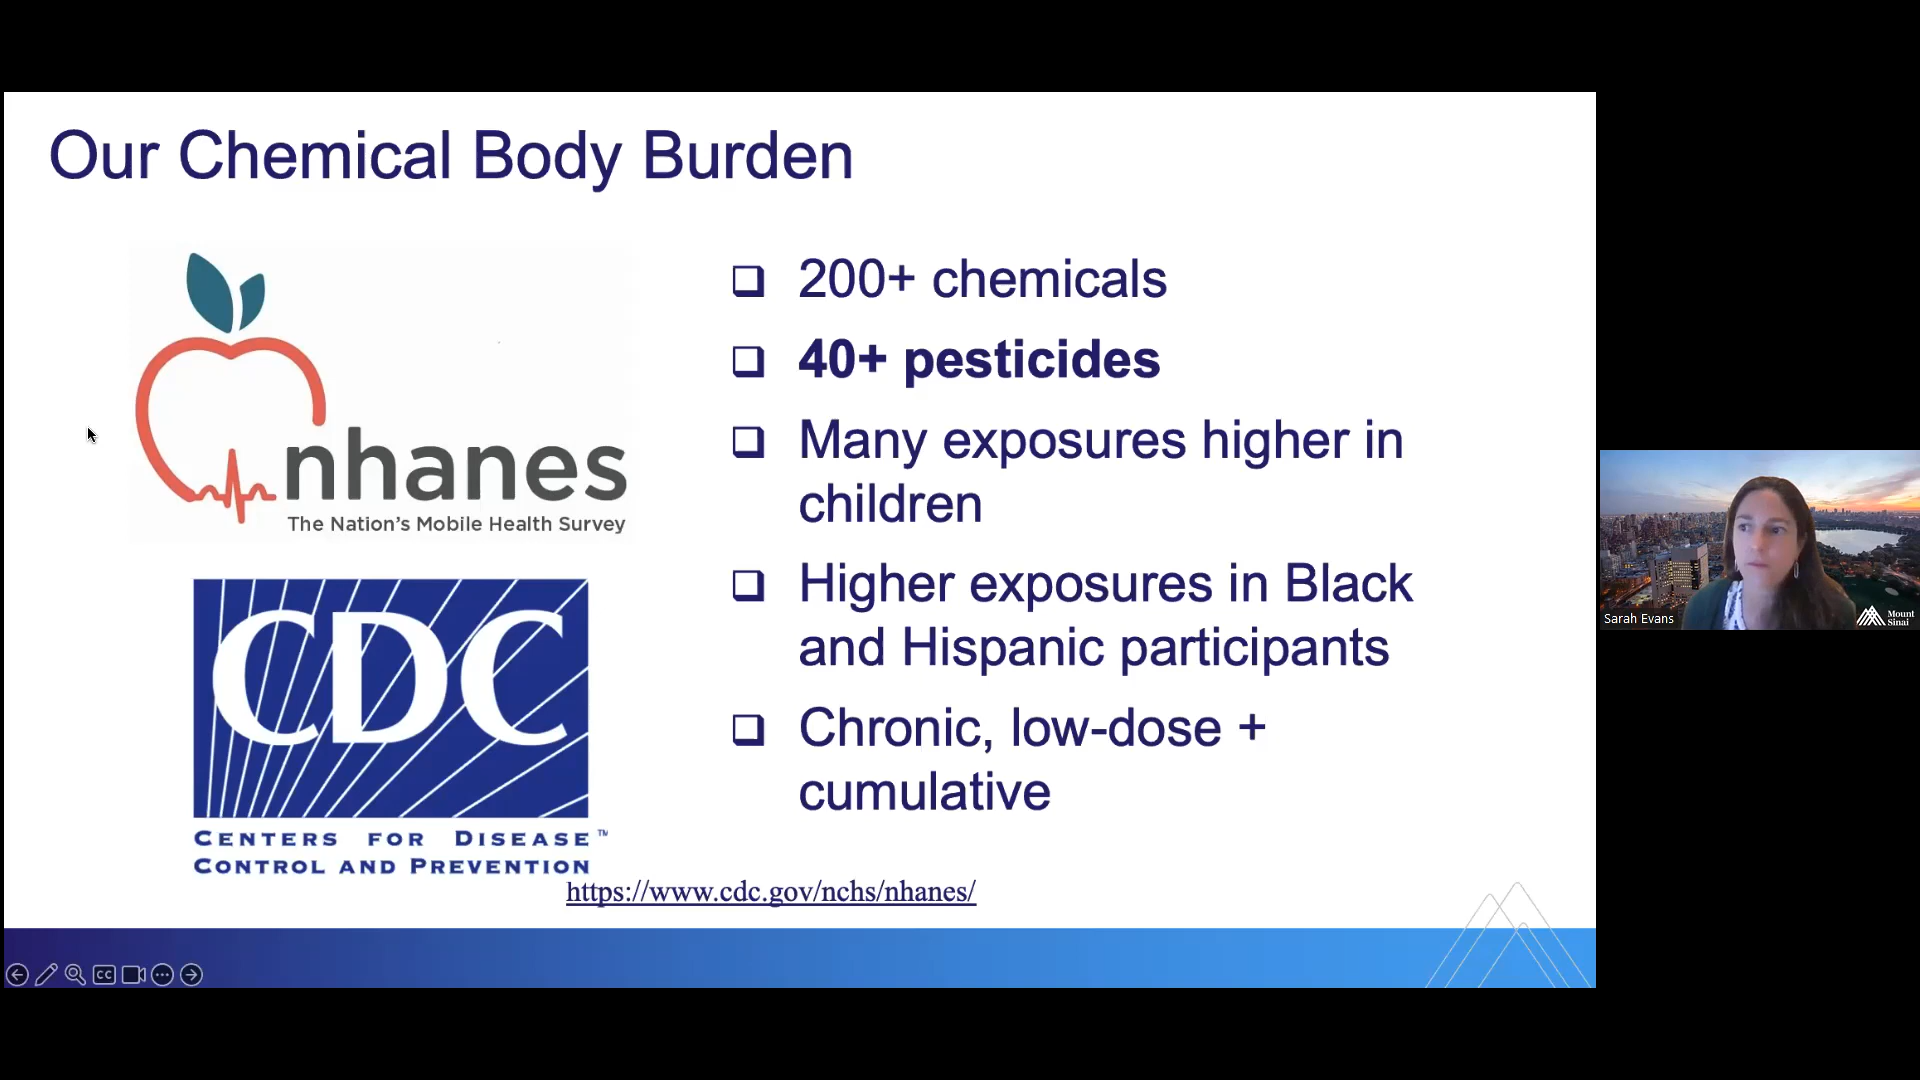 Our Chemical Body Burden
nhanes
The Nation's Mobile Health Survey
CDC
CENTERS FOR DISEASE™
CONTROL AND PREVENTION
200+ chemicals
40+ pesticides
Many exposures higher in
children
Higher exposures in Black
and Hispanic participants
Chronic, low-dose +
cumulative
https://www.cdc.gov/nchs/nhanes/
CC
Sarah Evans
Mount
Sinai